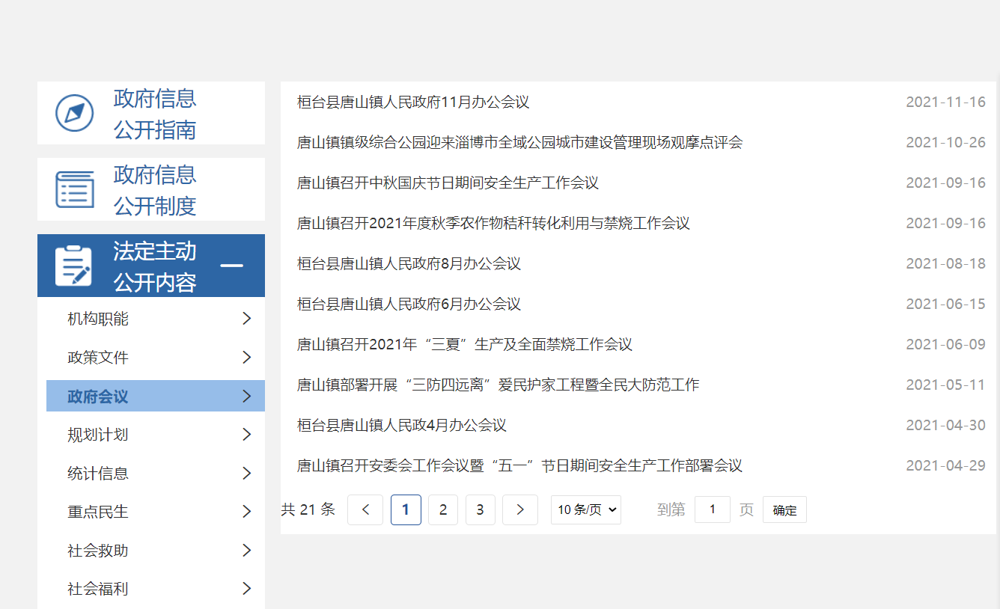 政府信息
公开指南
政府信息
公开制度
法定主动
公开内容
机构职能
政策文件
政府会议
规划计划
统计信息
重点民生
社会救助
社会福利
桓台县唐山镇人民政府11月办公会议 2021-11-16
唐山镇镇级综合公园迎来淄博市全域公园城市建设管理现场观摩点评会 2021-10-26
唐山镇召开中秋国庆节日期间安全生产工作会议 2021-09-16
唐山镇召开2021年度秋季农作物秸秆转化利用与禁烧工作会议 2021-09-16
桓台县唐山镇人民政府8月办公会议 2021-08-18
桓台县唐山镇人民政府6月办公会议 2021-06-15
唐山镇召开2021年“三夏”生产及全面禁烧工作会议 2021-06-09
唐山镇部署开展“三防四远离”爱民护家工程暨全民大防范工作 2021-05-11
桓台县唐山镇人民政4月办公会议 2021-04-30
唐山镇召开安委会工作会议暨“五一”节日期间安全生产工作部署会议 2021-04-29
共 21 条 1 2 3 10 条/页 到第 1 页 确定